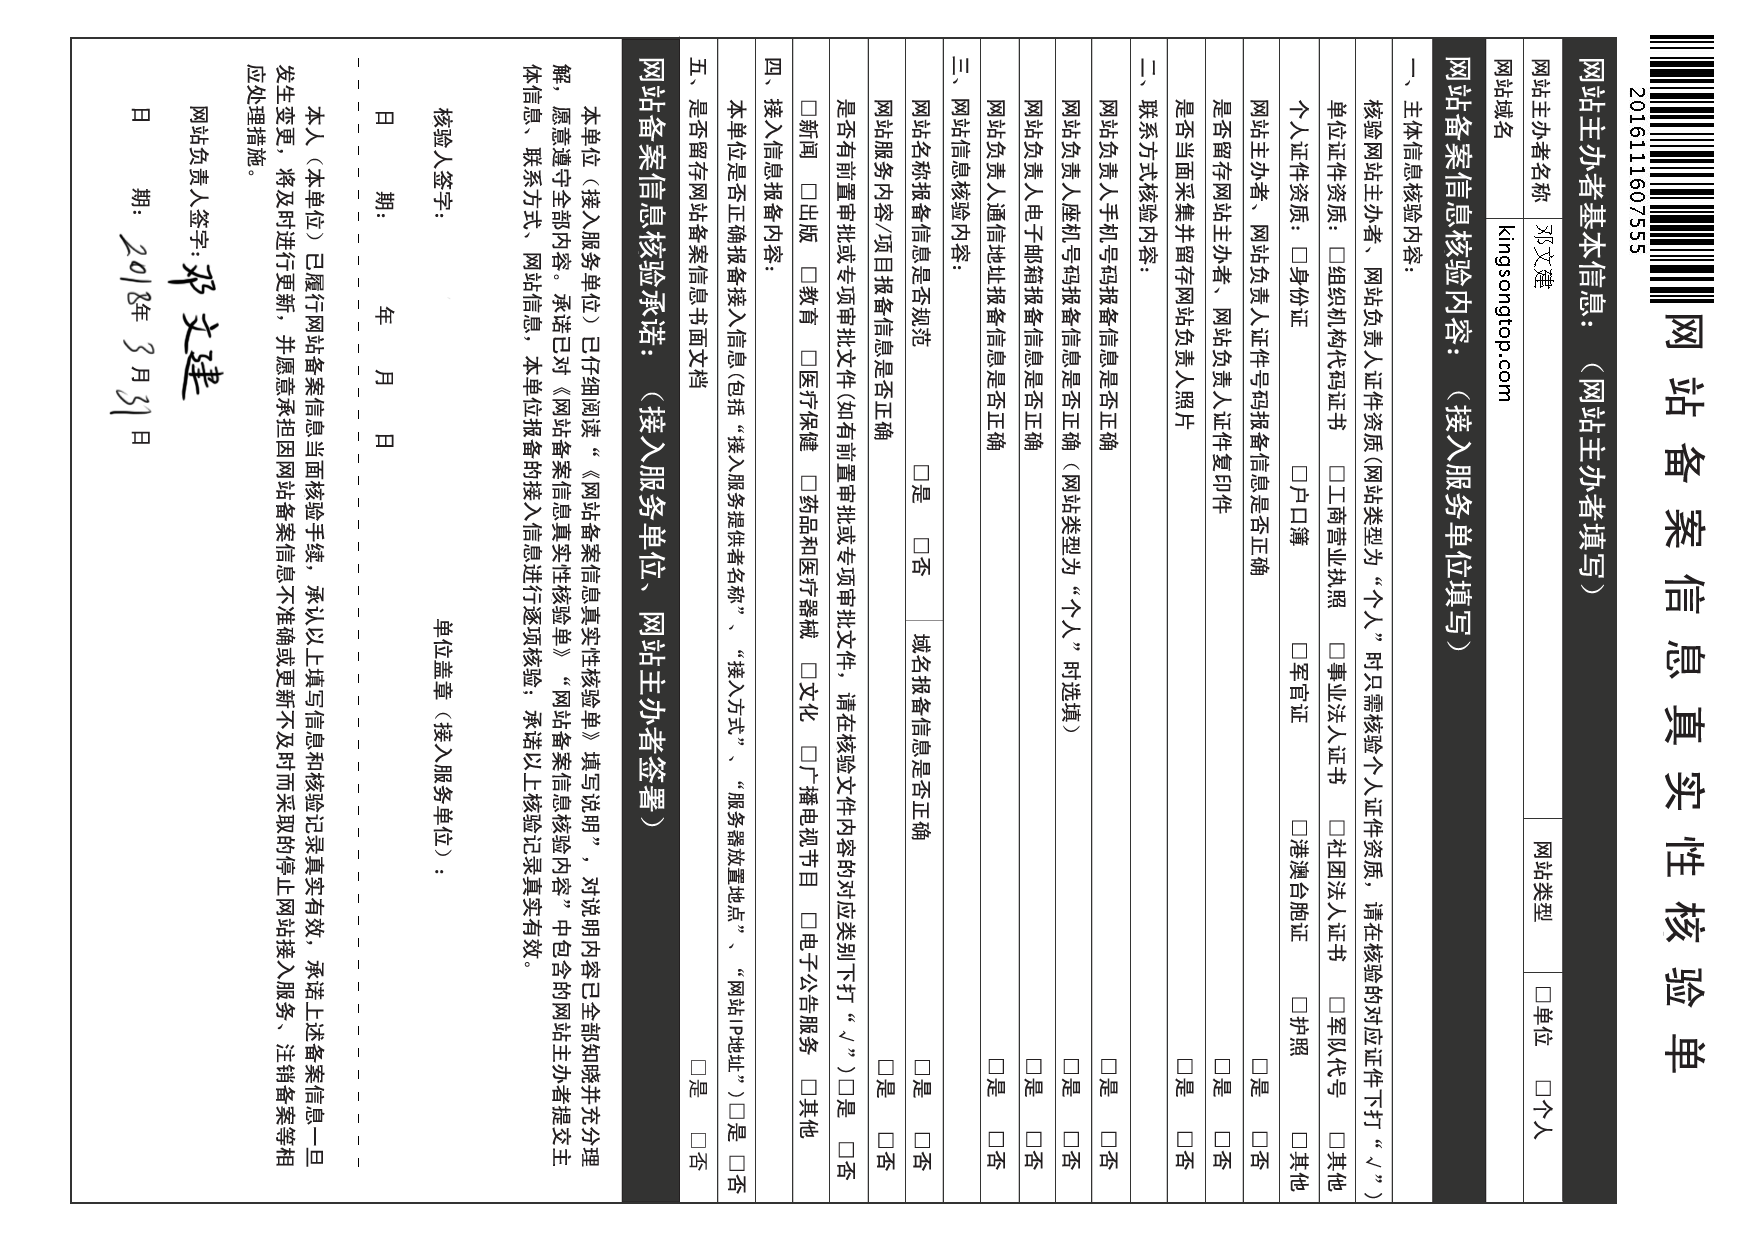 2016111607555
网站备案信息真实性核验单
网站主办者基本信息：（网站主办者填写）
网站主办者名称 邓文建 网站类型 □单位 □个人
网站域名 kingsongtop.com
网站备案信息核验内容：（接入服务单位填写）
一、主体信息核验内容：
核验网站主办者、网站负责人证件资质(网站类型为“个人”时只需核验个人证件资质，请在核验的对应证件下打“√”)
单位证件资质：□组织机构代码证书 □工商营业执照 □事业法人证书 □社团法人证书 □军队代号 □其他
个人证件资质：□身份证 □户口簿 □军官证 □港澳台胞证 □护照 □其他
网站主办者、网站负责人证件号码报备信息是否正确 □是 □否
是否留存网站主办者、网站负责人证件复印件 □是 □否
是否当面采集并留存网站负责人照片 □是 □否
二、联系方式核验内容：
网站负责人手机号码报备信息是否正确 □是 □否
网站负责人座机号码报备信息是否正确（网站类型为“个人”时选填） □是 □否
网站负责人电子邮箱报备信息是否正确 □是 □否
网站负责人通信地址报备信息是否正确 □是 □否
三、网站信息核验内容：
网站名称报备信息是否规范 □是 □否 域名报备信息是否正确 □是 □否
网站服务内容/项目报备信息是否正确 □是 □否
是否有前置审批或专项审批文件(如有前置审批或专项审批文件，请在核验文件内容的对应类别下打“√”)□是 □否
□新闻 □出版 □教育 □医疗保健 □药品和医疗器械 □文化 □广播电视节目 □电子公告服务 □其他
四、接入信息报备内容：
本单位是否正确报备接入信息(包括“接入服务提供者名称”、“接入方式”、“服务器放置地点”、“网站IP地址”)□是 □否
五、是否留存网站备案信息书面文档 □是 □否
网站备案信息核验承诺：（接入服务单位、网站主办者签署）
本单位（接入服务单位）已仔细阅读“《网站备案信息真实性核验单》填写说明”，对说明内容已全部知晓并充分理
解，愿意遵守全部内容。承诺已对《网站备案信息真实性核验单》“网站备案信息核验内容”中包含的网站主办者提交主
体信息、联系方式、网站信息，本单位报备的接入信息进行逐项核验；承诺以上核验记录真实有效。
核验人签字： 单位盖章（接入服务单位）:
日 期： 年 月 日
本人（本单位）已履行网站备案信息当面核验手续，承认以上填写信息和核验记录真实有效，承诺上述备案信息一旦
发生变更，将及时进行更新，并愿意承担因网站备案信息不准确或更新不及时而采取的停止网站接入服务、注销备案等相
应处理措施。
网站负责人签字：邓文建
日 期：2018年 3 月 31 日